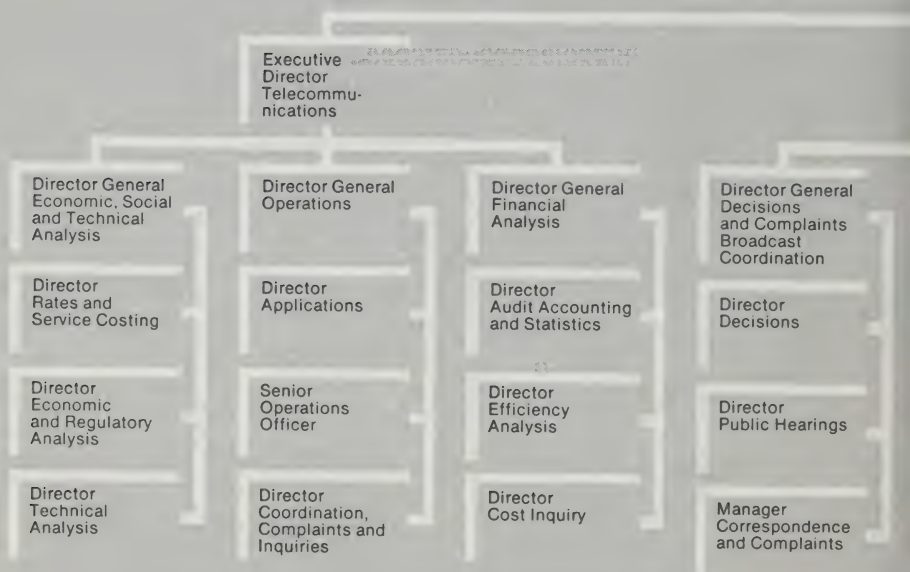 Executive
Director
Telecommu-
nications
Director General
Economic, Social
and Technical
Analysis
Director
Rates and
Service Costing
Director
Economic
and Regulatory
Analysis
Director
Technical
Analysis
Director General
Operations
Director
Applications
Senior
Operations
Officer
Director
Coordination,
Complaints and
Inquiries
Director General
Financial
Analysis
Director
Audit Accounting
and Statistics
Director
Efficiency
Analysis
Director
Cost Inquiry
Director General
Decisions
and Complaints
Broadcast
Coordination
Director
Decisions
Director
Public Hearings
Manager
Correspondence
and Complaints